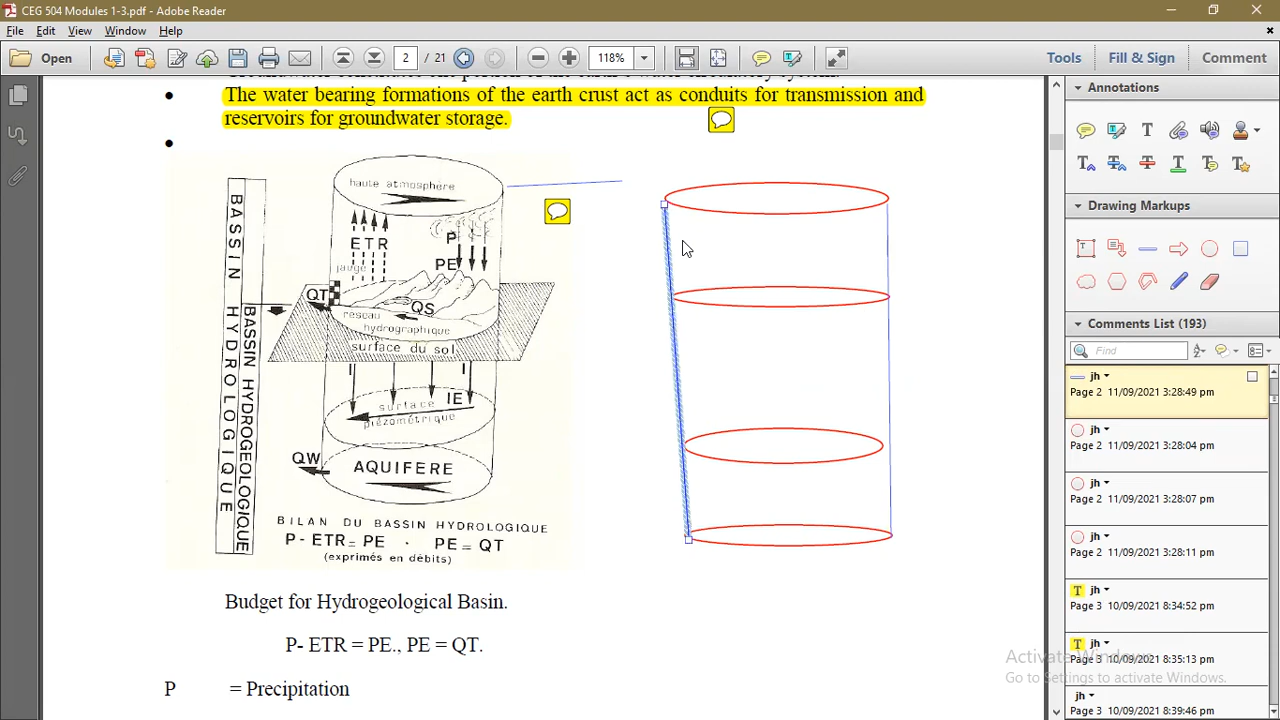 CEG 504 Modules 1-3.pdf - Adobe Reader
File Edit View Window Help
Open 2 / 21 118% Tools Fill & Sign Comment
The water bearing formations of the earth crust act as conduits for transmission and
reservoirs for groundwater storage.
BASSIN HYDROLOGIQUE
BASSIN HYDROGEOLOGIQUE
haute atmosphère
ETR
P
jauge
PE
QT
QS
réseau
hydrographique
surface du sol
I I
IE
surface
piézométrique
QW
AQUIFERE
BILAN DU BASSIN HYDROLOGIQUE
P- ETR= PE . PE = QT
(exprimés en débits)
Budget for Hydrogeological Basin.
P- ETR = PE., PE = QT.
P = Precipitation
Annotations
Drawing Markups
Comments List (193)
Find
jh
Page 2 11/09/2021 3:28:49 pm
jh
Page 2 11/09/2021 3:28:04 pm
jh
Page 2 11/09/2021 3:28:07 pm
jh
Page 2 11/09/2021 3:28:11 pm
jh
Page 3 10/09/2021 8:34:52 pm
jh
Page 3 10/09/2021 8:35:13 pm
jh
Page 3 10/09/2021 8:39:46 pm
Activate Windows
Go to Settings to activate Windows.